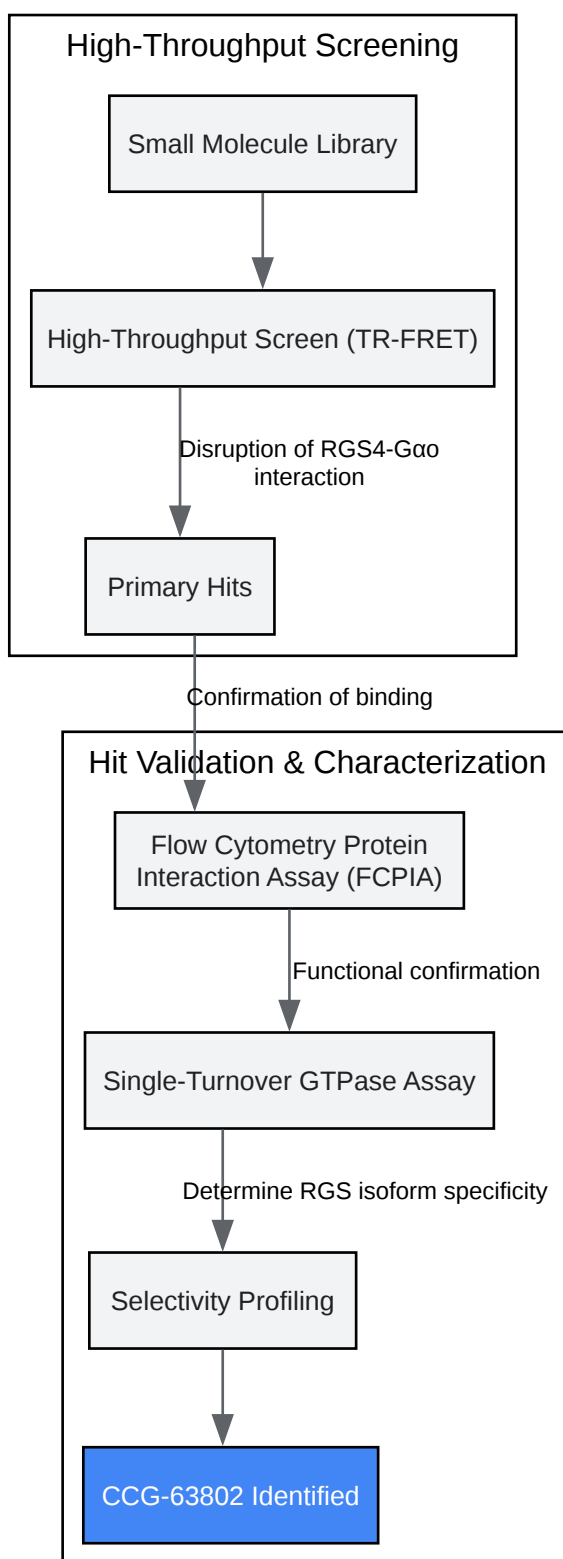 High-Throughput Screening
Small Molecule Library
High-Throughput Screen (TR-FRET)
Disruption of RGS4-Gαo
interaction
Primary Hits
Confirmation of binding
Hit Validation & Characterization
Flow Cytometry Protein
Interaction Assay (FCPIA)
Functional confirmation
Single-Turnover GTPase Assay
Determine RGS isoform specificity
Selectivity Profiling
CCG-63802 Identified